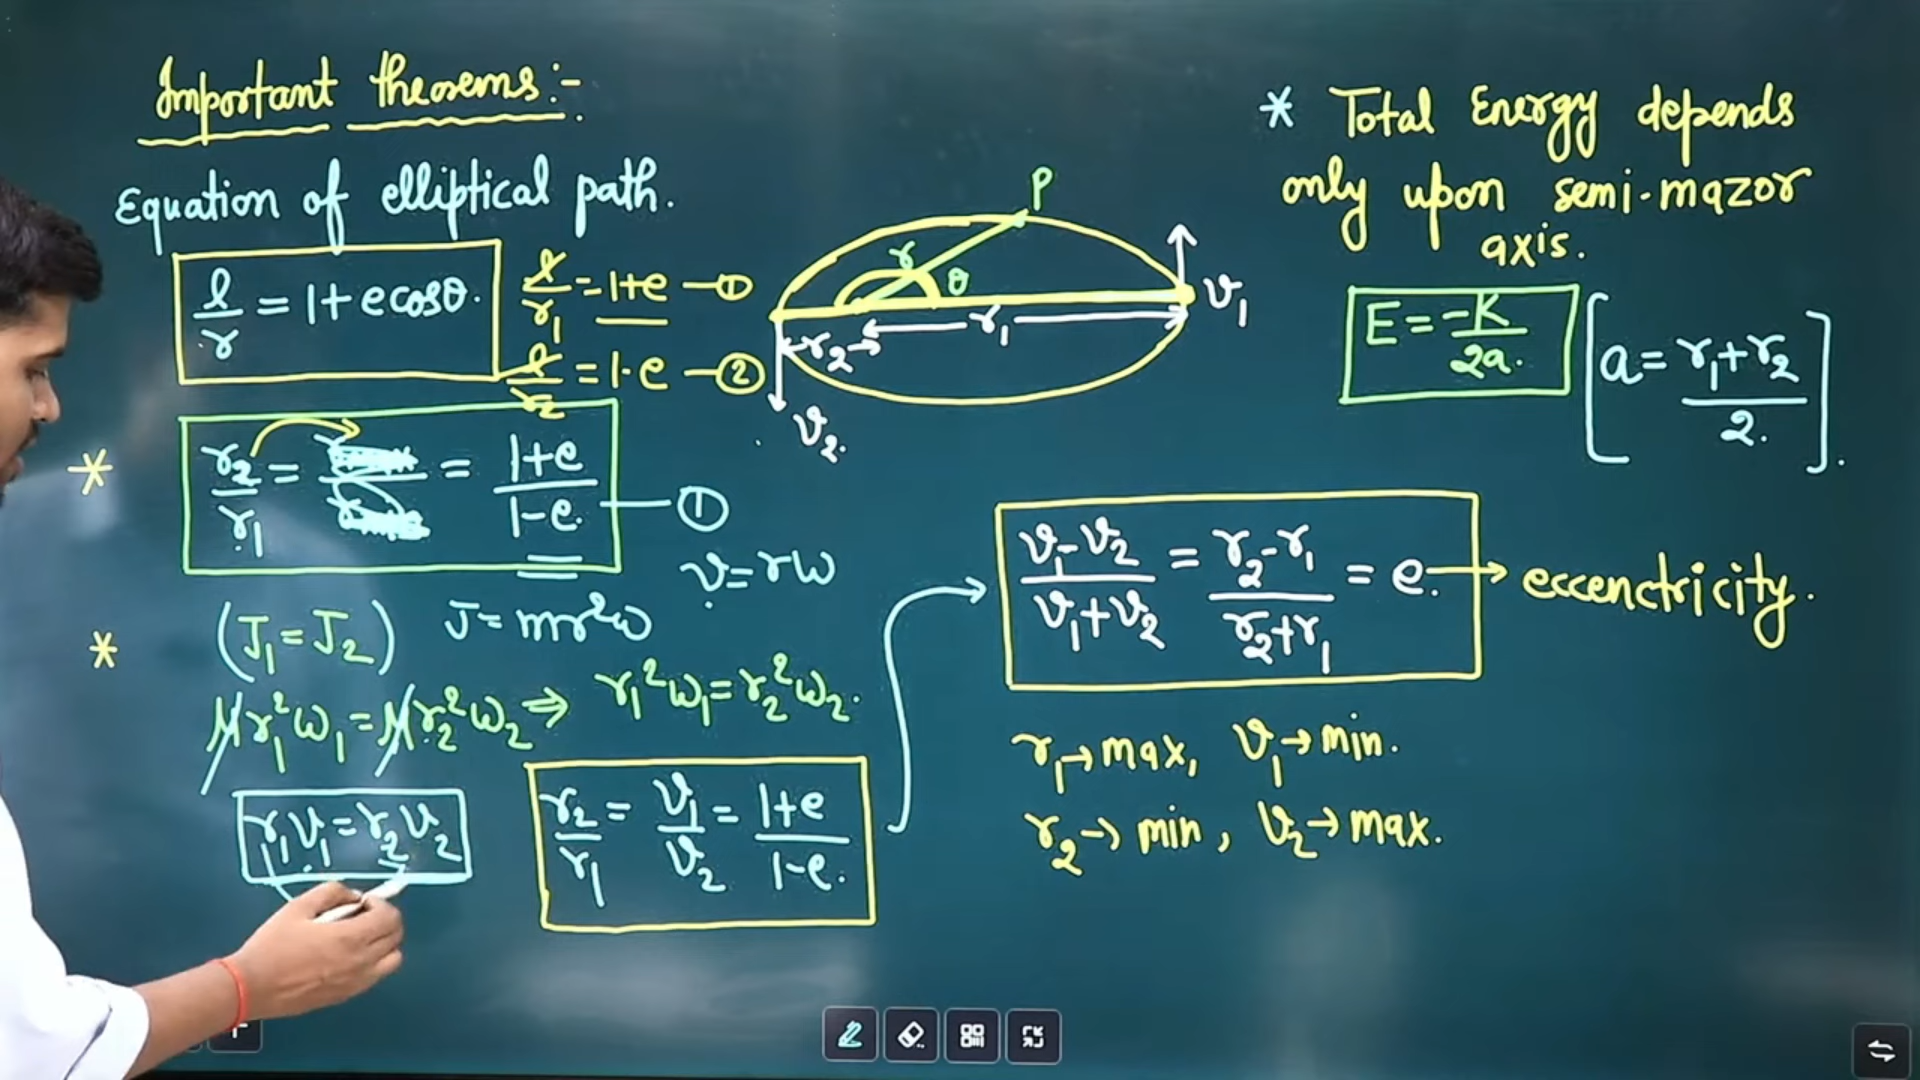 Important theorems:-
Equation of elliptical path.
l/r = 1+ecosθ.
l/r₁ = 1+e —①
l/r₂ = 1-e —②
r₂/r₁ = = (1+e)/(1-e). —①
v=rω
(J₁=J₂) J=mr²ω
μr₁²ω₁=μr₂²ω₂ ⇒ r₁²ω₁=r₂²ω₂.
r₁v₁=r₂v₂
r₂/r₁ = v₁/v₂ = (1+e)/(1-e).
P
r θ
r₂ r₁
v₁
v₂.
* Total Energy depends
only upon semi-mazor
axis.
E = -K/2a. [a = (r₁+r₂)/2.].
(v₁-v₂)/(v₁+v₂) = (r₂-r₁)/(r₂+r₁) = e. → eccenctricity.
r₁→max, v₁→min.
r₂→min, v₂→max.